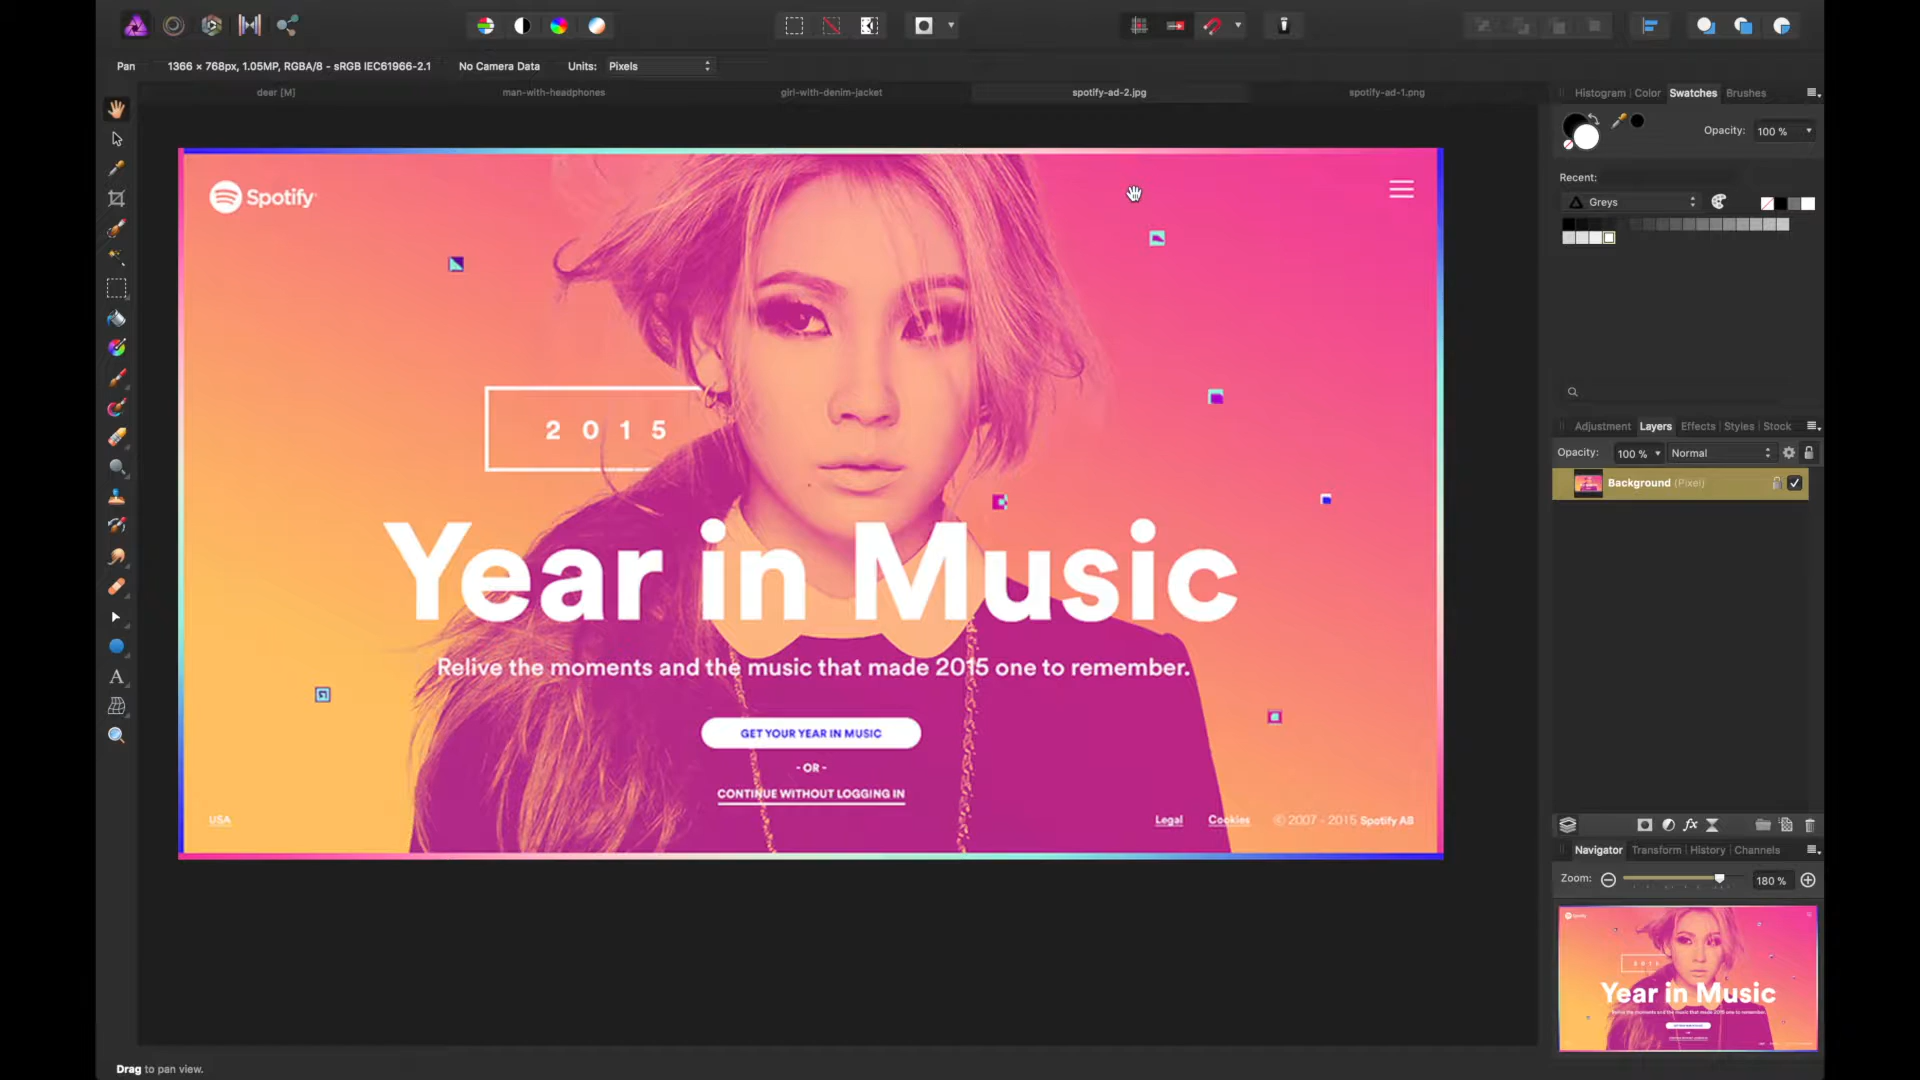 Pan 1366 × 768px, 1.05MP, RGBA/8 - sRGB IEC61966-2.1 No Camera Data Units: Pixels
dear [M] man-with-headphones girl-with-denim-jacket spotify-ad-2.jpg spotify-ad-1.png
Histogram Color Swatches Brushes
Opacity: 100 %
Recent:
Greys
Spotify
2015
Year in Music
Relive the moments and the music that made 2015 one to remember.
GET YOUR YEAR IN MUSIC
- OR -
CONTINUE WITHOUT LOGGING IN
USA
Legal Cookies © 2007 - 2015 Spotify AB
Adjustment Layers Effects Styles Stock
Opacity: 100 % Normal
Background (Pixel)
Navigator Transform History Channels
Zoom: 180 %
Spotify
2015
Year in Music
Drag to pan view.